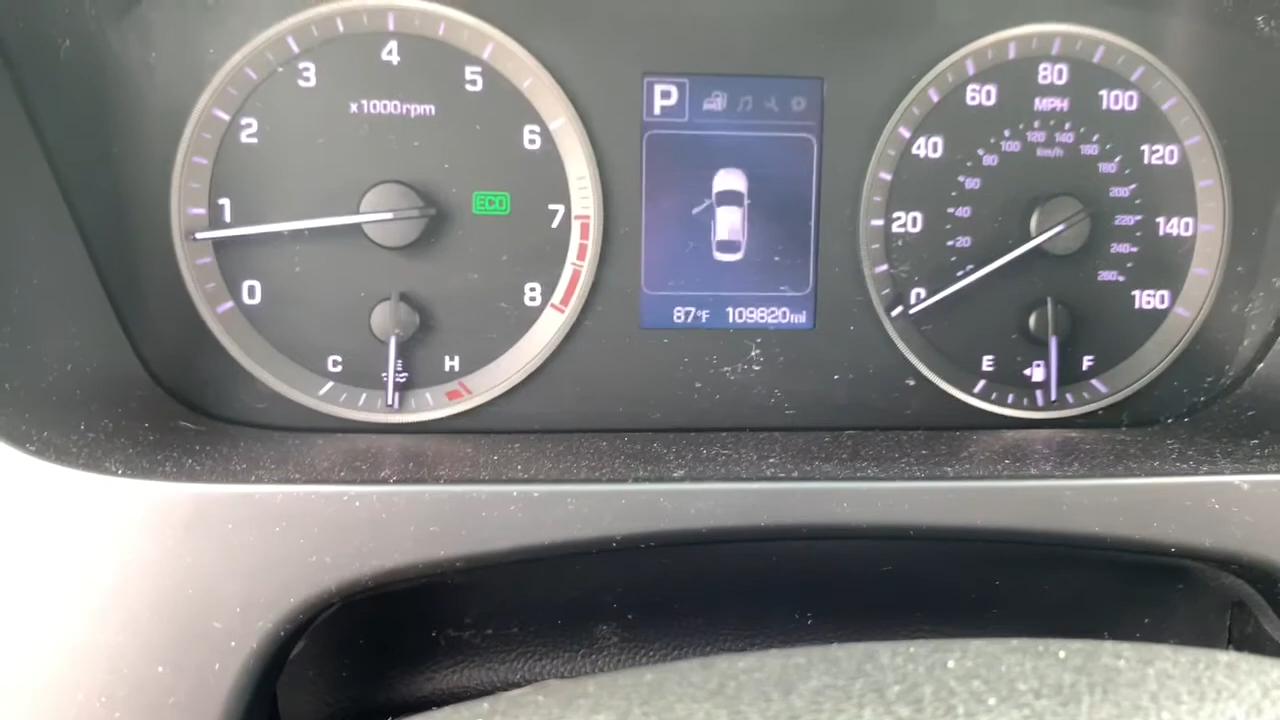 0 1 2 3 4 5 6 7 8
x1000rpm
ECO
C H
P
87°F 109820mi
0 20 40 60 80 100 120 140 160
MPH
20 40 60 80 100 120 140 160 180 200 220 240 260
km/h
E F